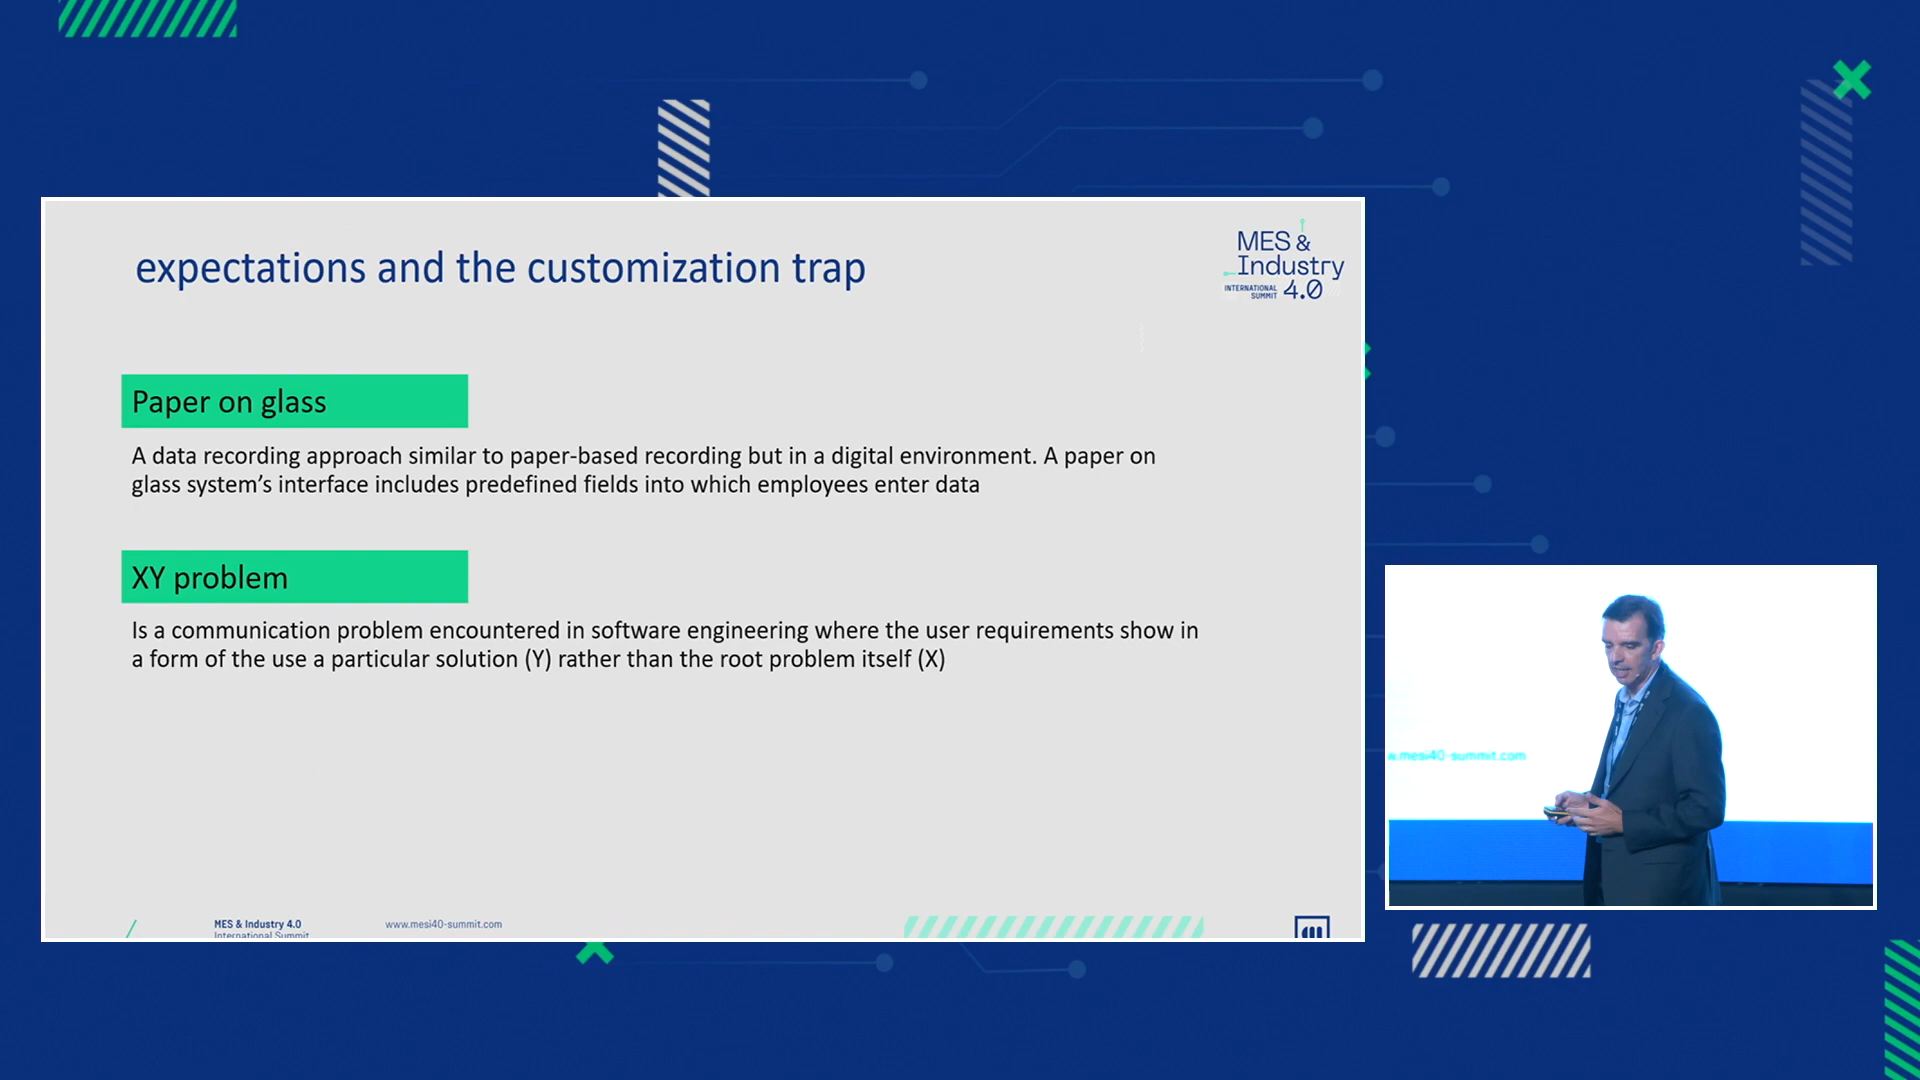 expectations and the customization trap
MES &
Industry
INTERNATIONAL
SUMMIT
4.0
Paper on glass
A data recording approach similar to paper-based recording but in a digital environment. A paper on
glass system's interface includes predefined fields into which employees enter data
XY problem
Is a communication problem encountered in software engineering where the user requirements show in
a form of the use a particular solution (Y) rather than the root problem itself (X)
MES & Industry 4.0
International Summit
www.mesi40-summit.com
w.mesi40-summit.com